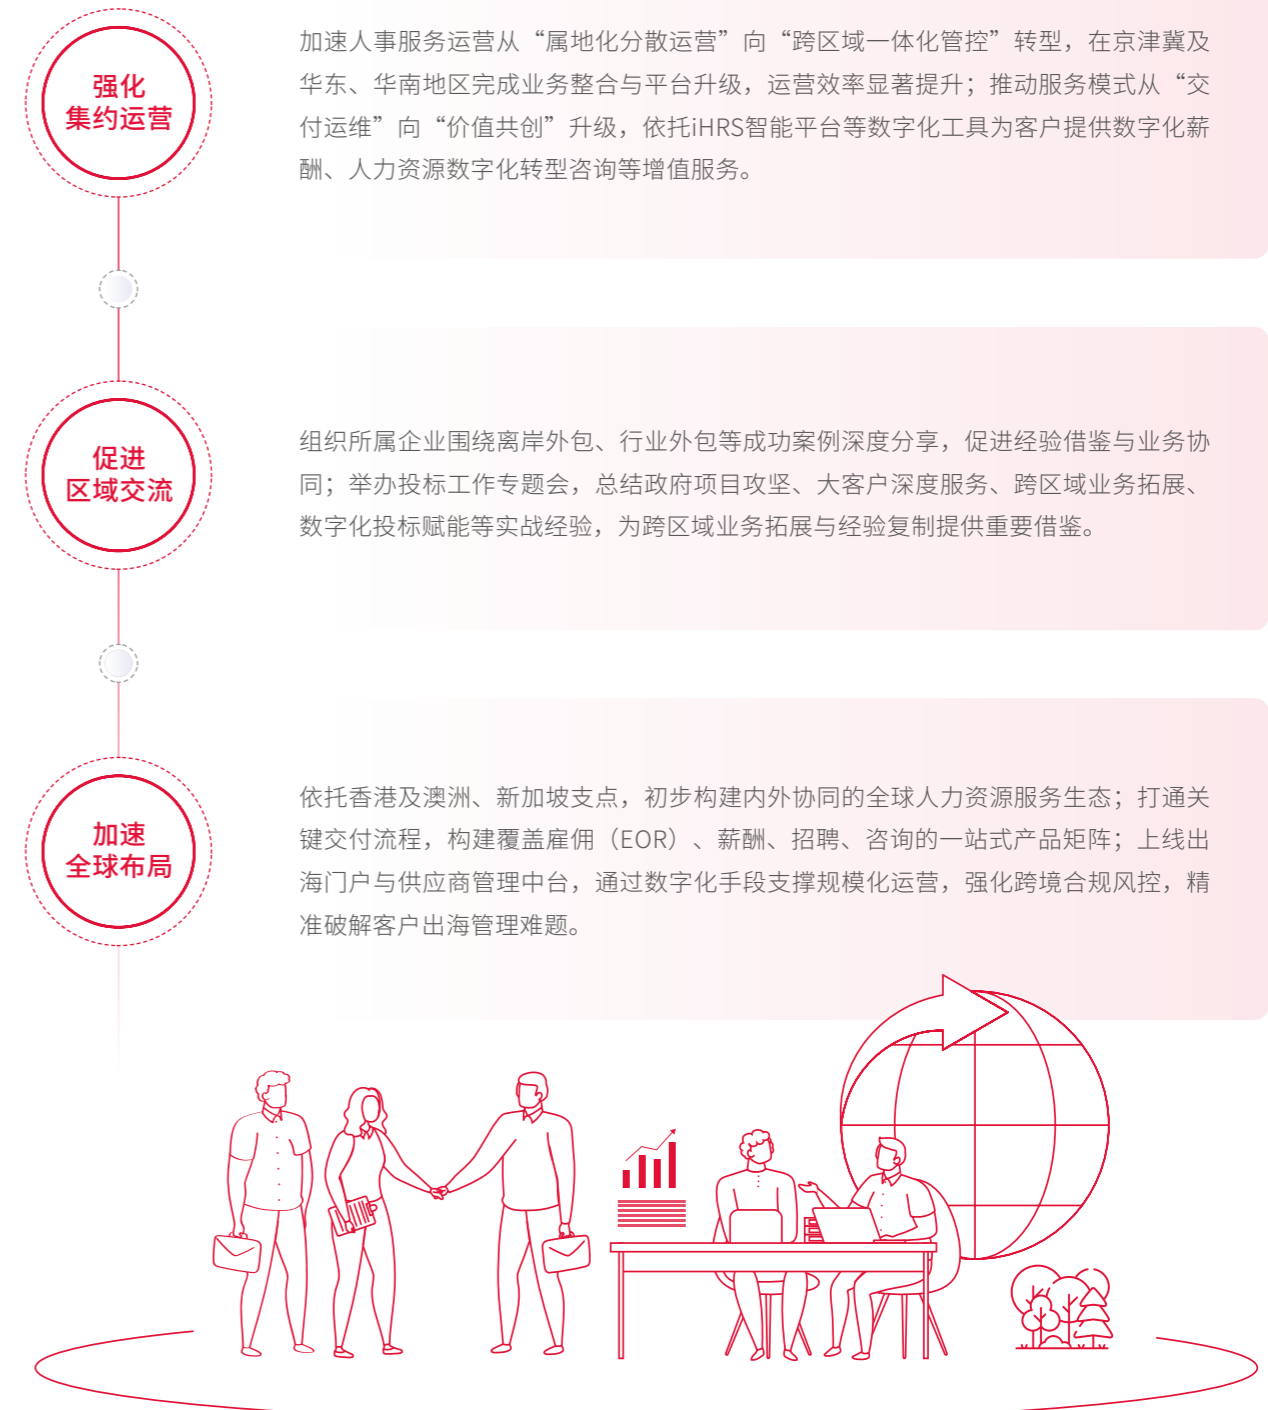 强化
集约运营
加速人事服务运营从“属地化分散运营”向“跨区域一体化管控”转型，在京津冀及
华东、华南地区完成业务整合与平台升级，运营效率显著提升；推动服务模式从“交
付运维”向“价值共创”升级，依托iHRS智能平台等数字化工具为客户提供数字化薪
酬、人力资源数字化转型咨询等增值服务。
促进
区域交流
组织所属企业围绕离岸外包、行业外包等成功案例深度分享，促进经验借鉴与业务协
同；举办投标工作专题会，总结政府项目攻坚、大客户深度服务、跨区域业务拓展、
数字化投标赋能等实战经验，为跨区域业务拓展与经验复制提供重要借鉴。
加速
全球布局
依托香港及澳洲、新加坡支点，初步构建内外协同的全球人力资源服务生态；打通关
键交付流程，构建覆盖雇佣（EOR）、薪酬、招聘、咨询的一站式产品矩阵；上线出
海门户与供应商管理中台，通过数字化手段支撑规模化运营，强化跨境合规风控，精
准破解客户出海管理难题。